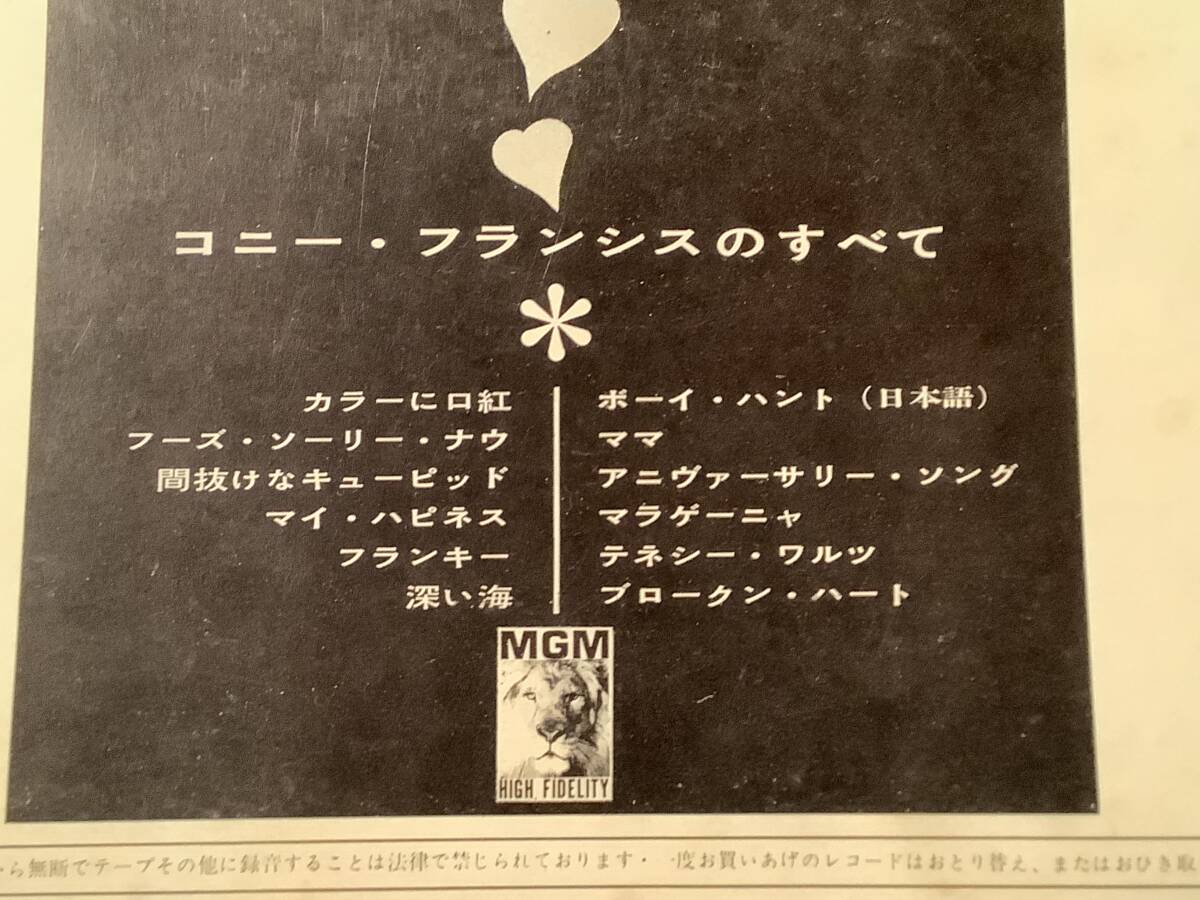 コニー・フランシスのすべて
カラーに口紅
フーズ・ソーリー・ナウ
間抜けなキューピッド
マイ・ハピネス
フランキー
深い海
ボーイ・ハント（日本語）
ママ
アニヴァーサリー・ソング
マラゲーニャ
テネシー・ワルツ
ブロークン・ハート
MGM
HIGH FIDELITY
ら無断でテープその他に録音することは法律で禁じられております・一度お買いあげのレコードはおとり替え、またはおひき取